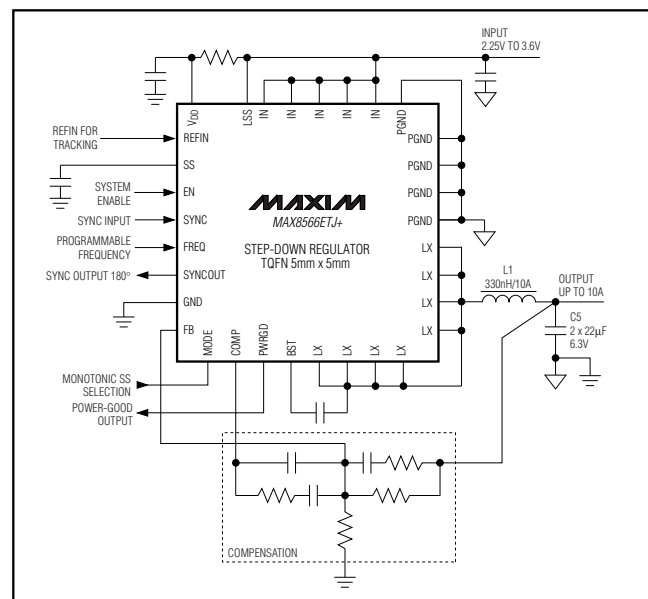 INPUT
2.25V TO 3.6V
VDD
LSS
IN
IN
IN
IN
IN
PGND
REFIN FOR
TRACKING
REFIN
PGND
SS
PGND
SYSTEM
ENABLE
EN
PGND
MAXIM
MAX8566ETJ+
SYNC INPUT
SYNC
PGND
PROGRAMMABLE
FREQUENCY
FREQ
STEP-DOWN REGULATOR
TQFN 5mm x 5mm
LX
SYNC OUTPUT 180°
SYNCOUT
LX
L1
330nH/10A
OUTPUT
UP TO 10A
GND
LX
FB
LX
C5
2 x 22µF
6.3V
MODE
COMP
PWRGD
BST
LX
LX
LX
LX
MONOTONIC SS
SELECTION
POWER-GOOD
OUTPUT
COMPENSATION